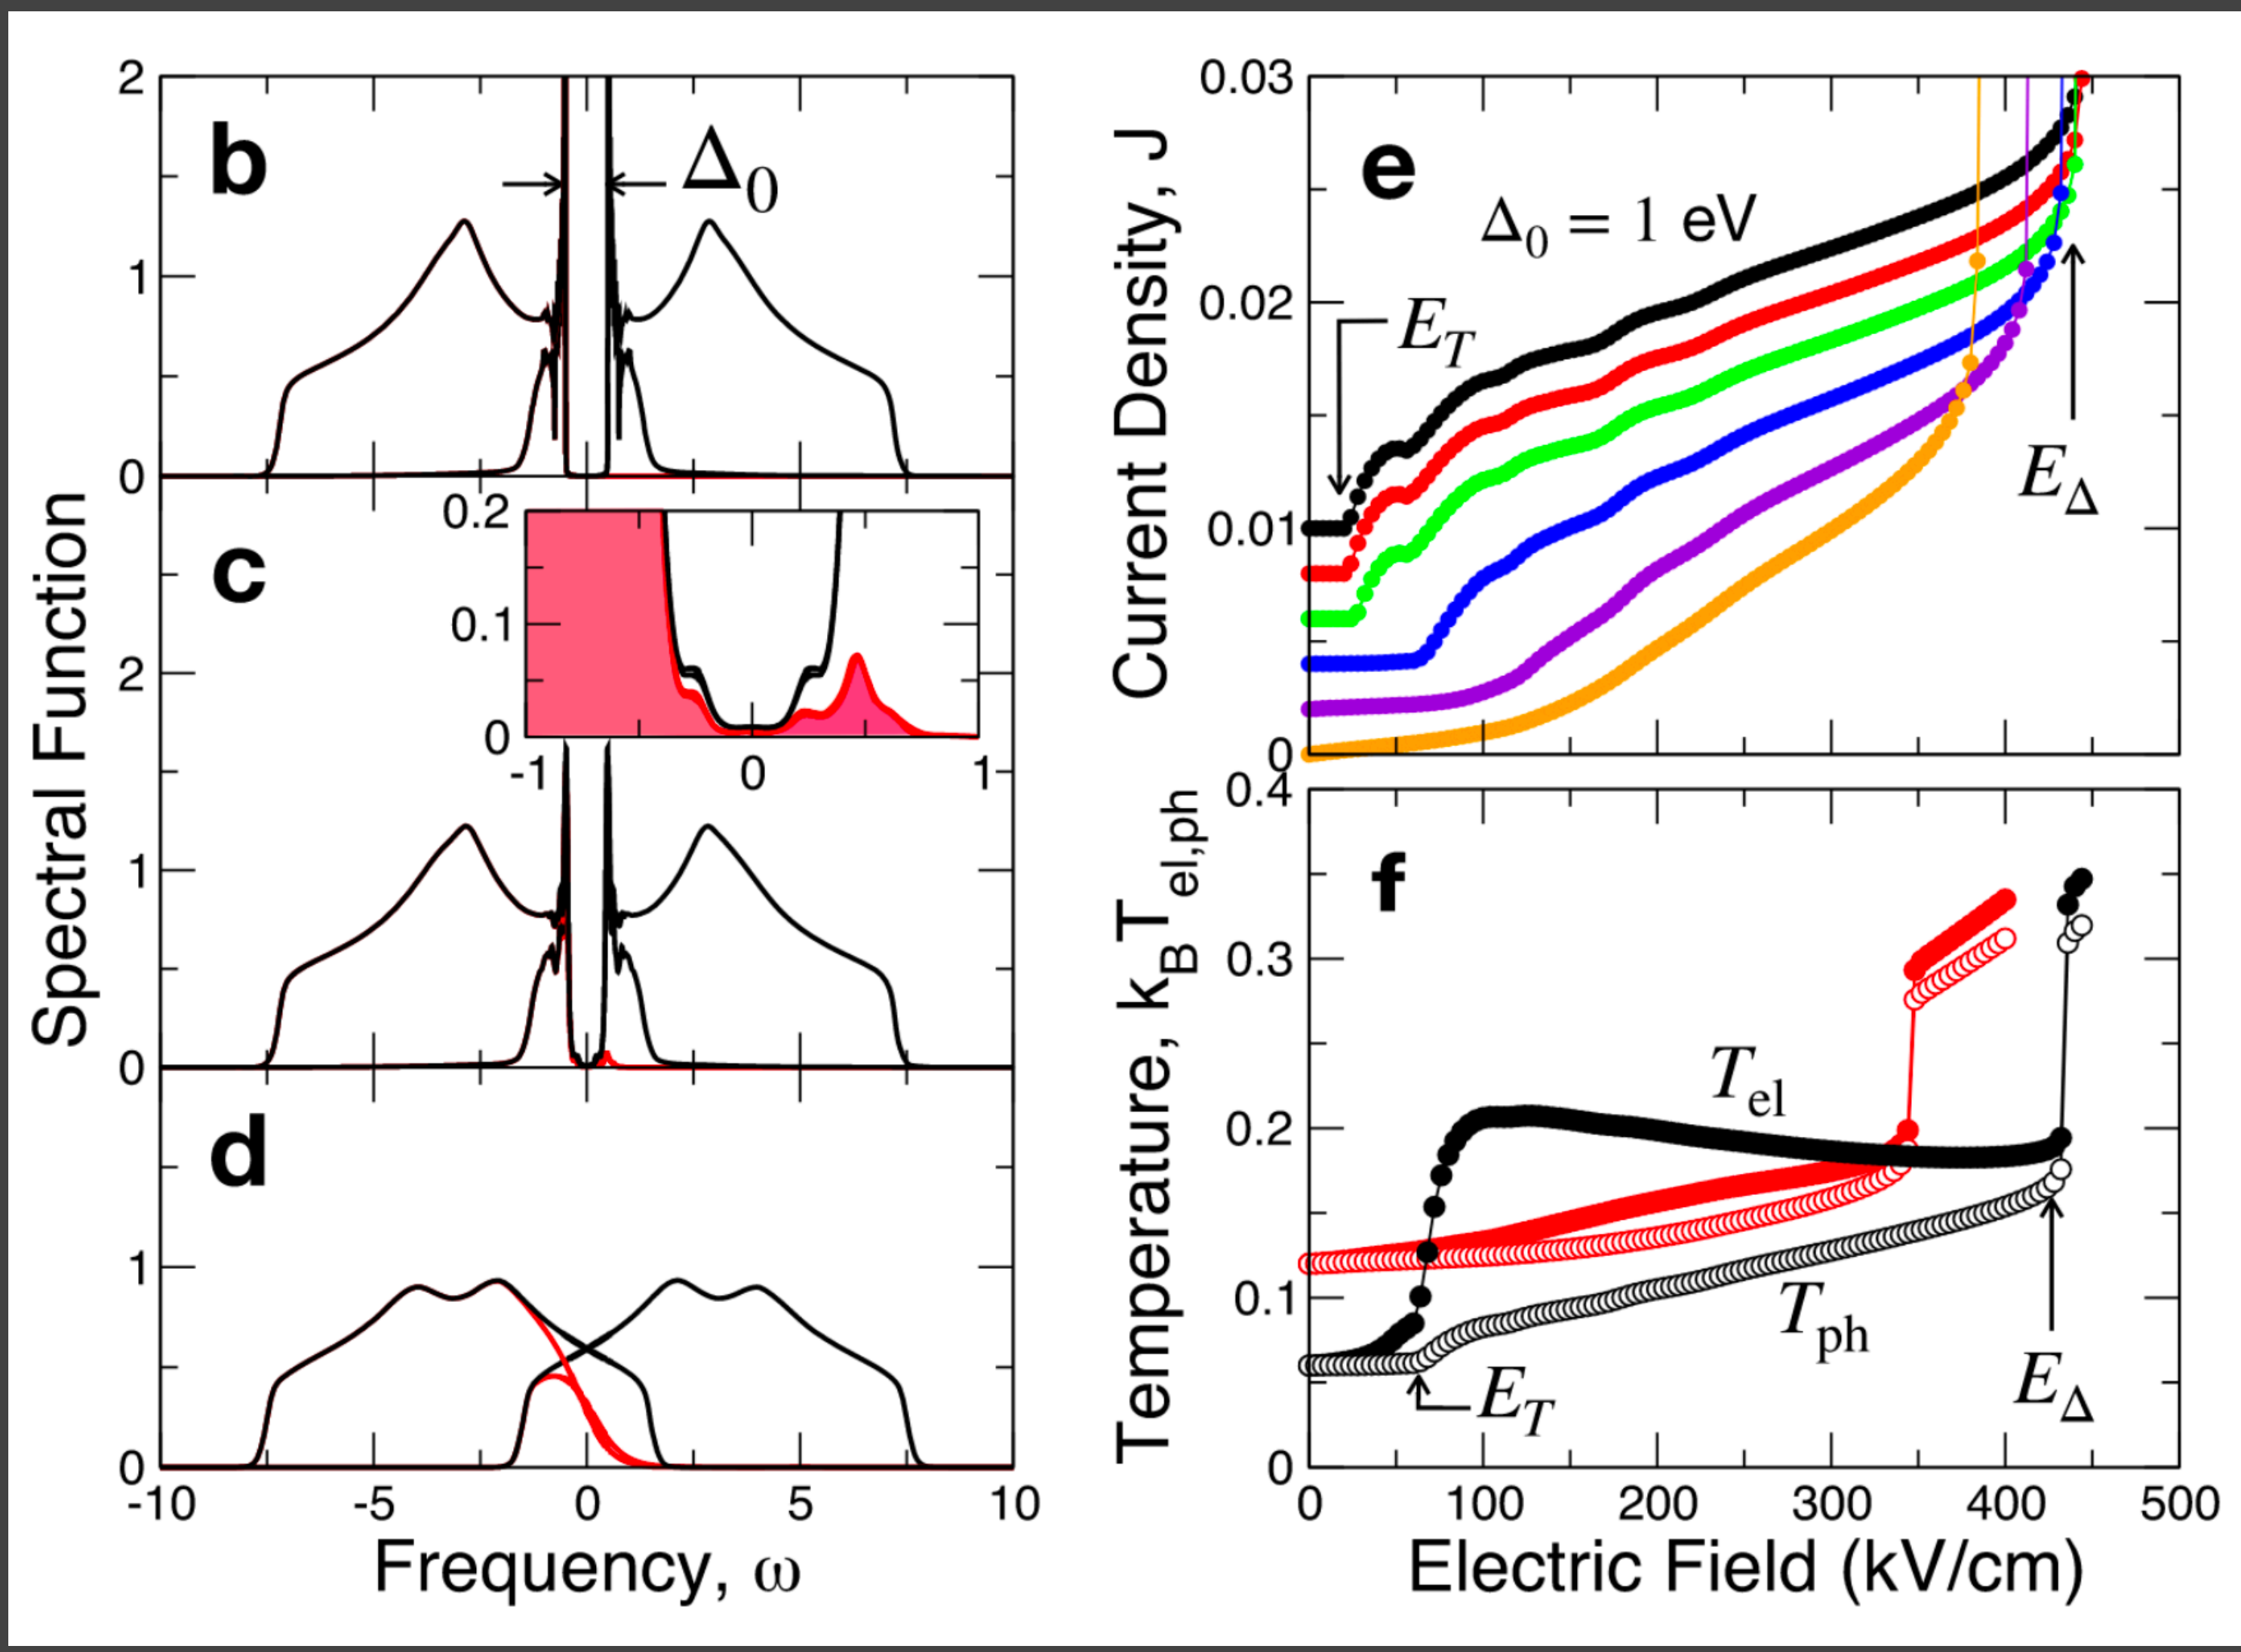 Spectral Function
b
2
1
0
Δ0
c
0.2
0.1
0
-1 0 1
2
1
0
d
1
0
-10 -5 0 5 10
Frequency, ω
Current Density, J
e
0.03
0.02
0.01
0
Δ0 = 1 eV
ET
EΔ
Temperature, kBTel,ph
f
0.4
0.3
0.2
0.1
0
Tel
Tph
ET
EΔ
0 100 200 300 400 500
Electric Field (kV/cm)